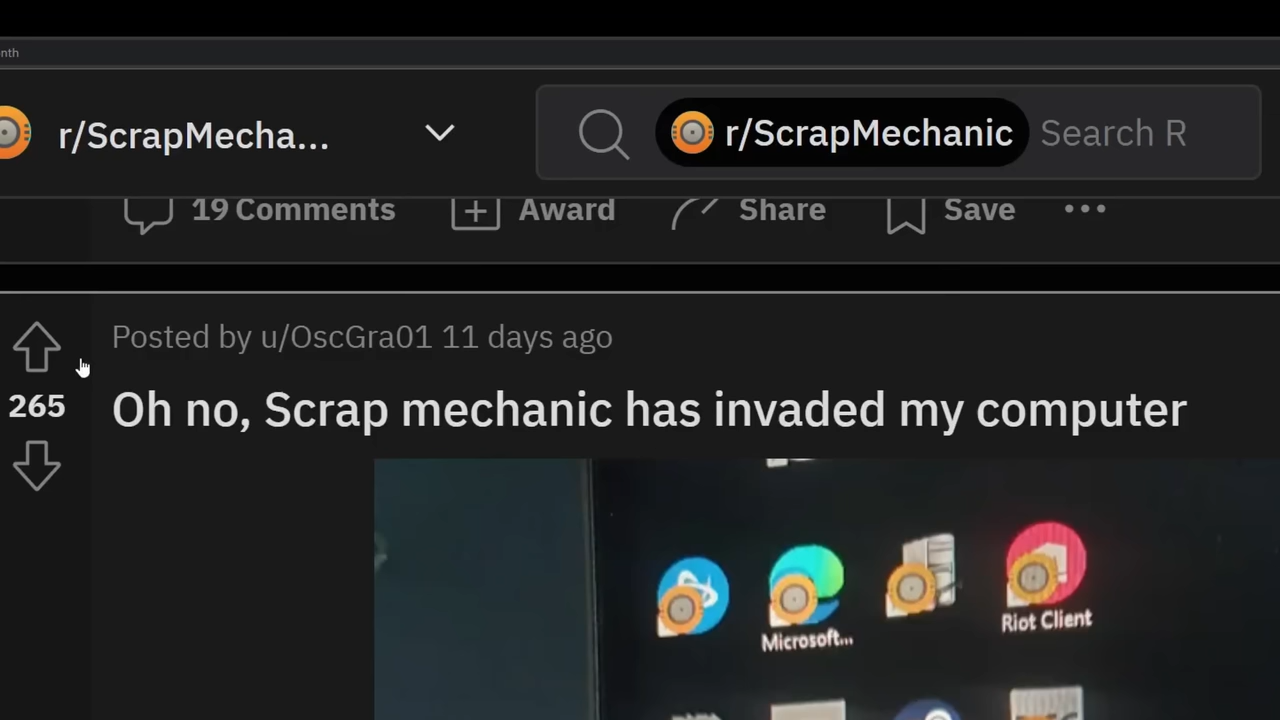 nth
r/ScrapMecha...
r/ScrapMechanic Search R
19 Comments Award Share Save
Posted by u/OscGra01 11 days ago
265
Oh no, Scrap mechanic has invaded my computer
Microsoft...
Riot Client